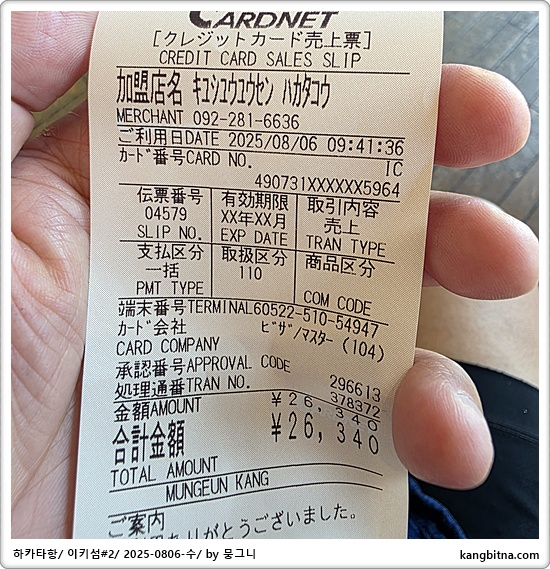 CARDNET
[クレジットカード売上票]
CREDIT CARD SALES SLIP
加盟店名 ｷﾕｼﾕｳﾕｳｾﾝ ﾊｶﾀｺｳ
MERCHANT 092-281-6636
ご利用日DATE 2025/08/06 09:41:36
ｶｰﾄﾞ番号CARD NO. IC
490731XXXXXX5964
伝票番号 有効期限 取引内容
04579 XX年XX月 売上
SLIP NO. EXP DATE TRAN TYPE
支払区分 取扱区分 商品区分
一括 110
PMT TYPE COM CODE
端末番号TERMINAL60522-510-54947
ｶｰﾄﾞ会社 ﾋﾞｻﾞ/ﾏｽﾀｰ (104)
CARD COMPANY
承認番号APPROVAL CODE 296613
処理通番TRAN NO. 378372
金額AMOUNT ¥26,340
合計金額 ¥26,340
TOTAL AMOUNT
MUNGEUN KANG
ご案内
ありがとうございました。
하카타항/ 이키섬#2/ 2025-0806-수/ by 뭉그니
kangbitna.com